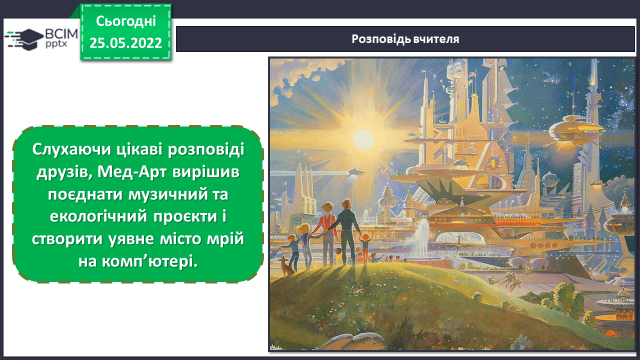 Сьогодні
25.05.2022
BCIM
pptx
Розповідь вчителя
Слухаючи цікаві розповіді
друзів, Мед-Арт вирішив
поєднати музичний та
екологічний проєкти і
створити уявне місто мрій
на комп’ютері.